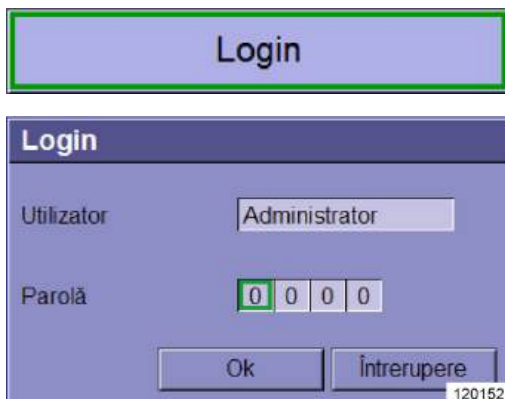 Login
Login
Utilizator Administrator
Parolă 0 0 0 0
Ok Întrerupere
120152